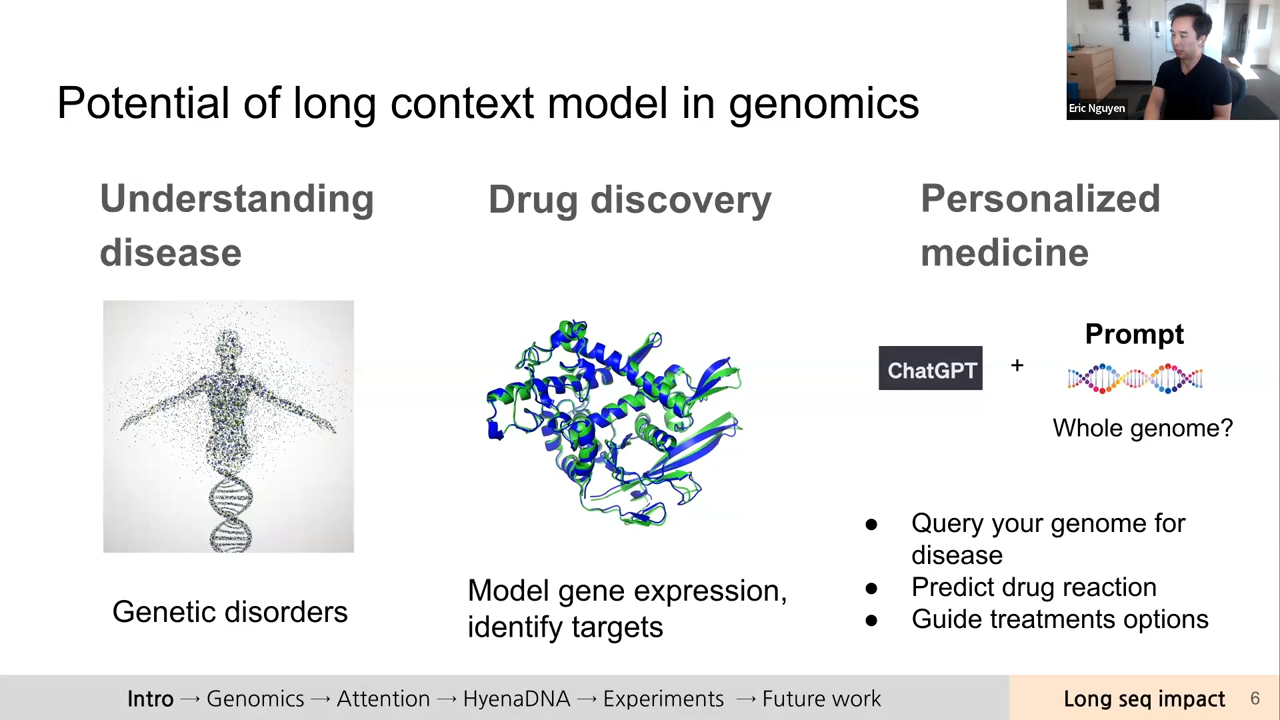 Eric Nguyen
Potential of long context model in genomics
Understanding
disease
Genetic disorders
Drug discovery
Model gene expression,
identify targets
Personalized
medicine
ChatGPT
+
Prompt
Whole genome?
● Query your genome for
disease
● Predict drug reaction
● Guide treatments options
Intro → Genomics → Attention → HyenaDNA → Experiments → Future work
Long seq impact 6